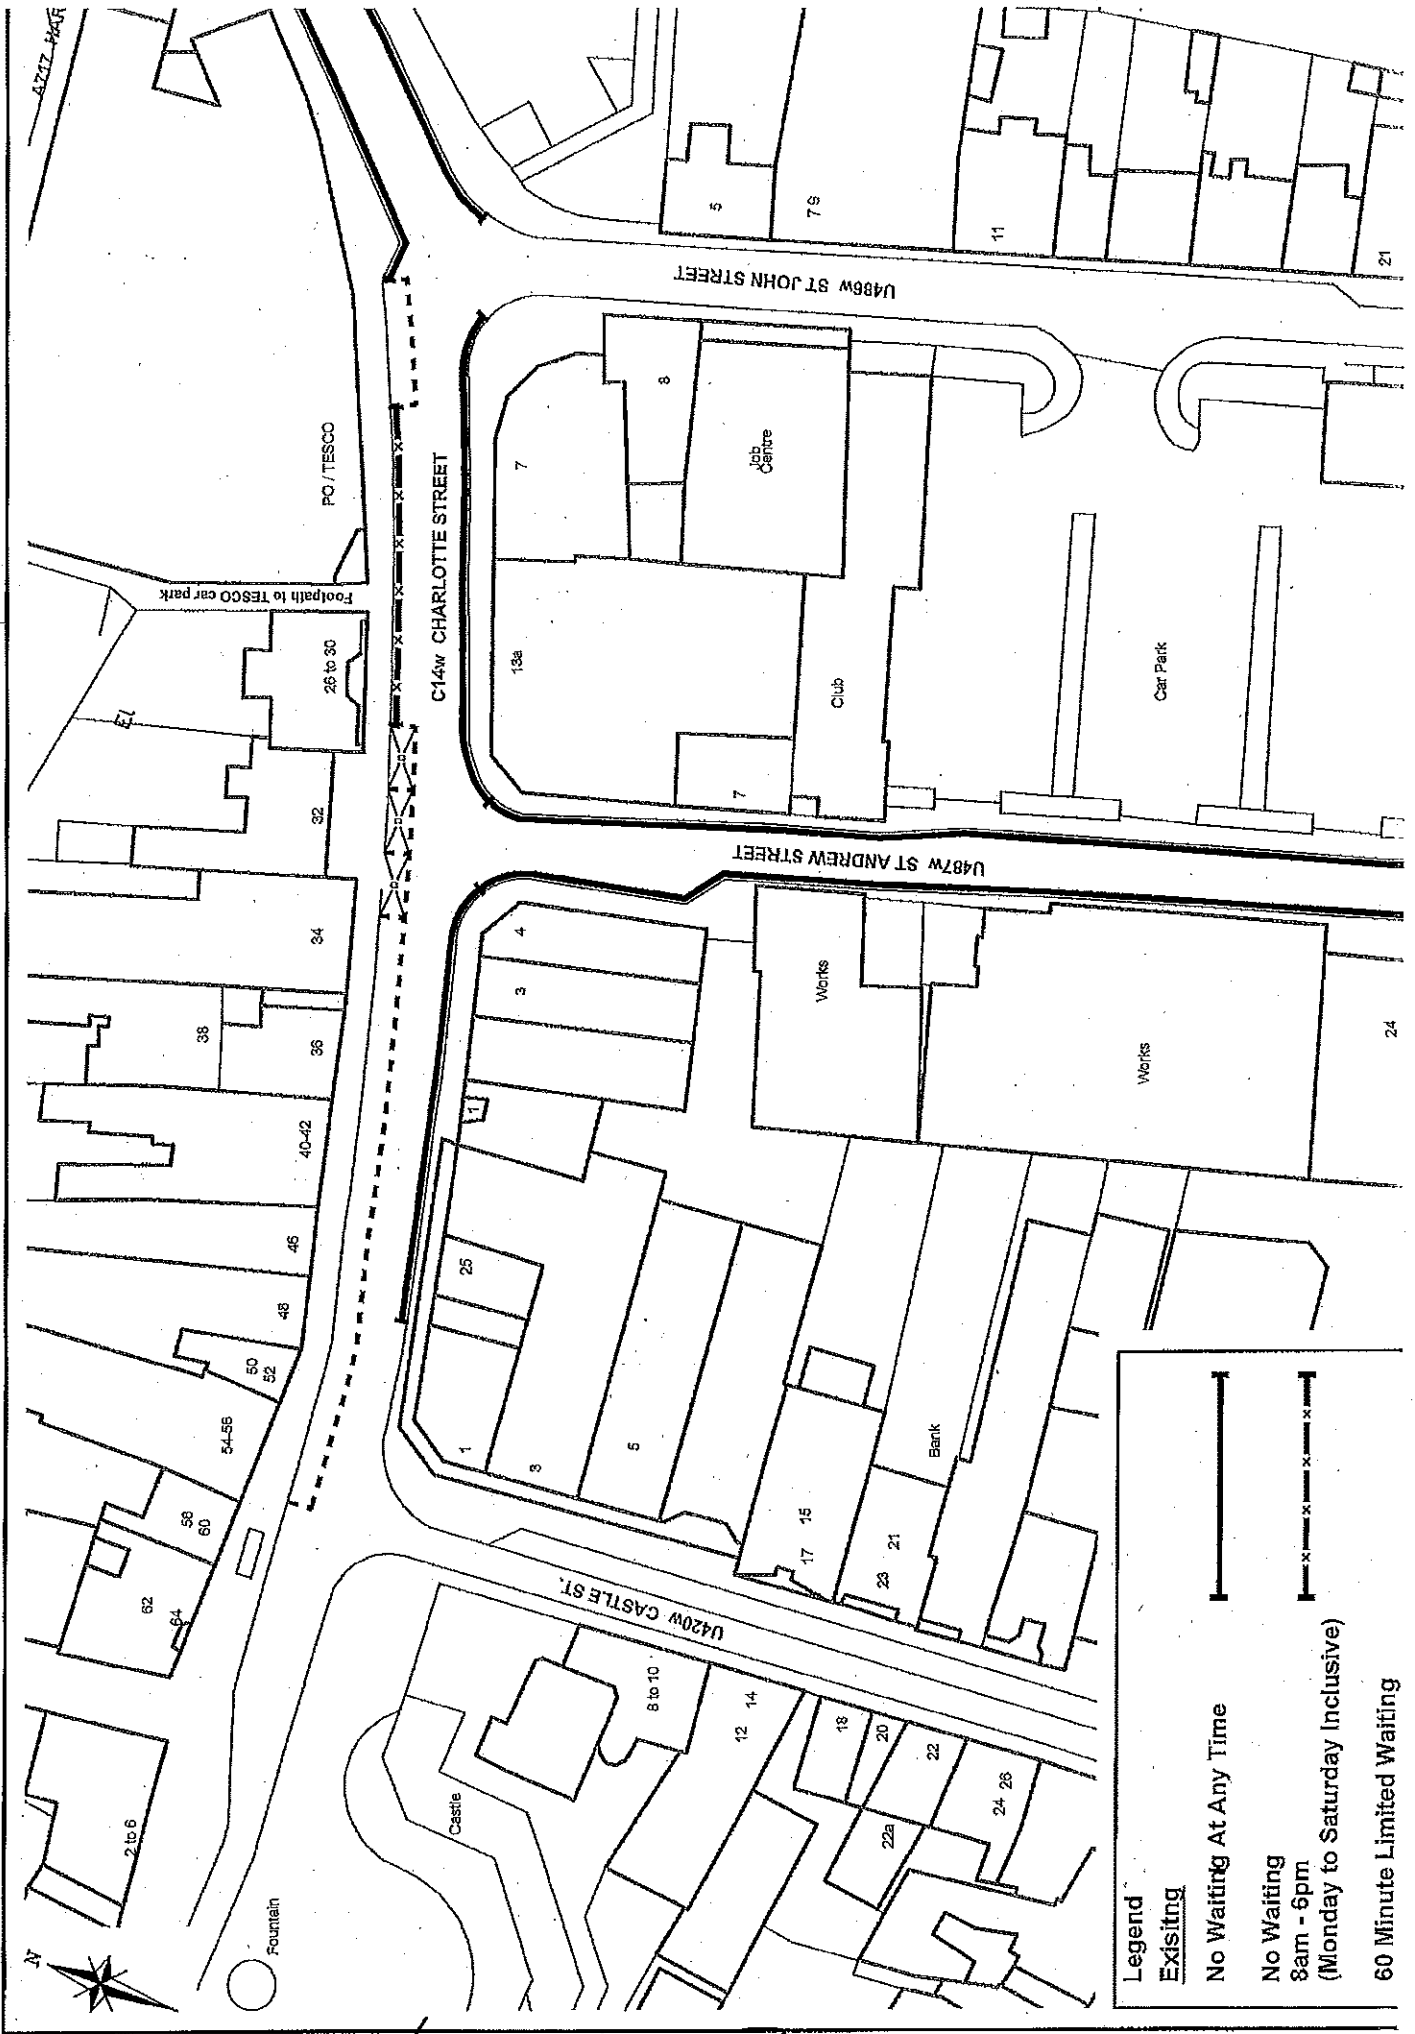 N
Fountain
2 to 6
62
64
58
60
54-56
50
52
48
46
40-42
38
36
34
32
26 to 30
El
Footpath to TESCO car park
PO / TESCO
C14w CHARLOTTE STREET
Castle
8 to 10
12
14
18
20
22
22a
24
26
U420w CASTLE ST.
1
3
5
15
17
21
23
Bank
25
1
3
4
Works
Works
24
U487w ST ANDREW STREET
13a
7
7
8
Job
Centre
Club
Car Park
U486w ST JOHN STREET
5
7 9
11
21
Legend
Exisitng
No Waiting At Any Time
No Waiting
8am - 6pm
(Monday to Saturday Inclusive)
60 Minute Limited Waiting